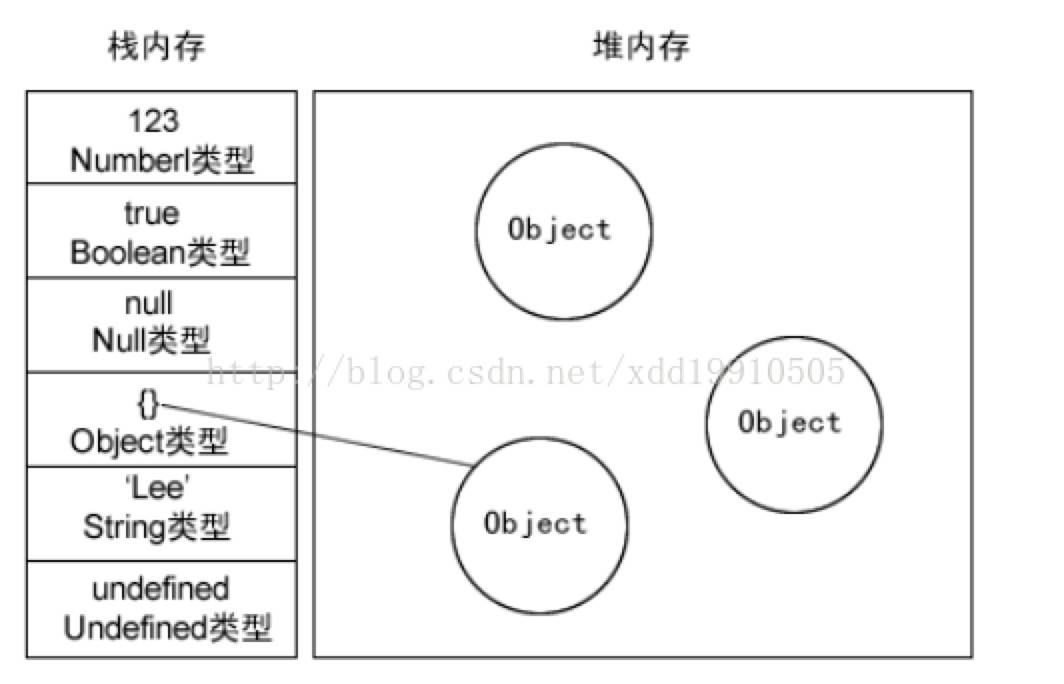 栈内存
堆内存
123
Numberl类型
true
Boolean类型
null
Null类型
{}
Object类型
'Lee'
String类型
undefined
Undefined类型
Object
Object
Object
http://blog.csdn.net/xdd19910505